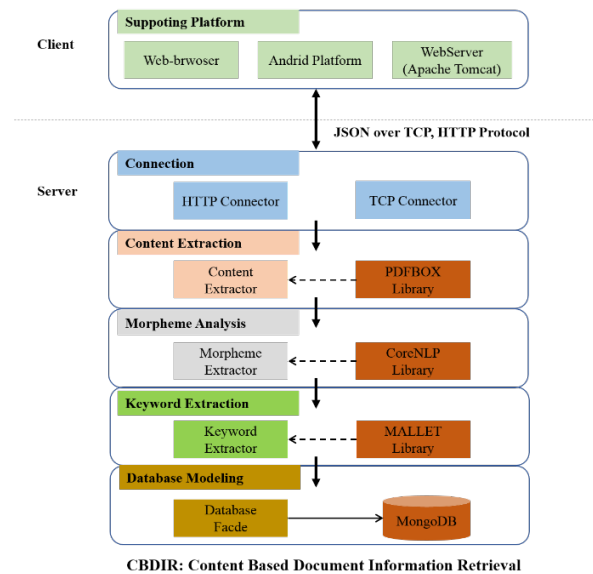 Suppoting Platform
Client
Web-brwoser
Andrid Platform
WebServer
(Apache Tomcat)
JSON over TCP, HTTP Protocol
Connection
Server
HTTP Connector
TCP Connector
Content Extraction
Content
Extractor
PDFBOX
Library
Morpheme Analysis
Morpheme
Extractor
CoreNLP
Library
Keyword Extraction
Keyword
Extractor
MALLET
Library
Database Modeling
Database
Facde
MongoDB
CBDIR: Content Based Document Information Retrieval